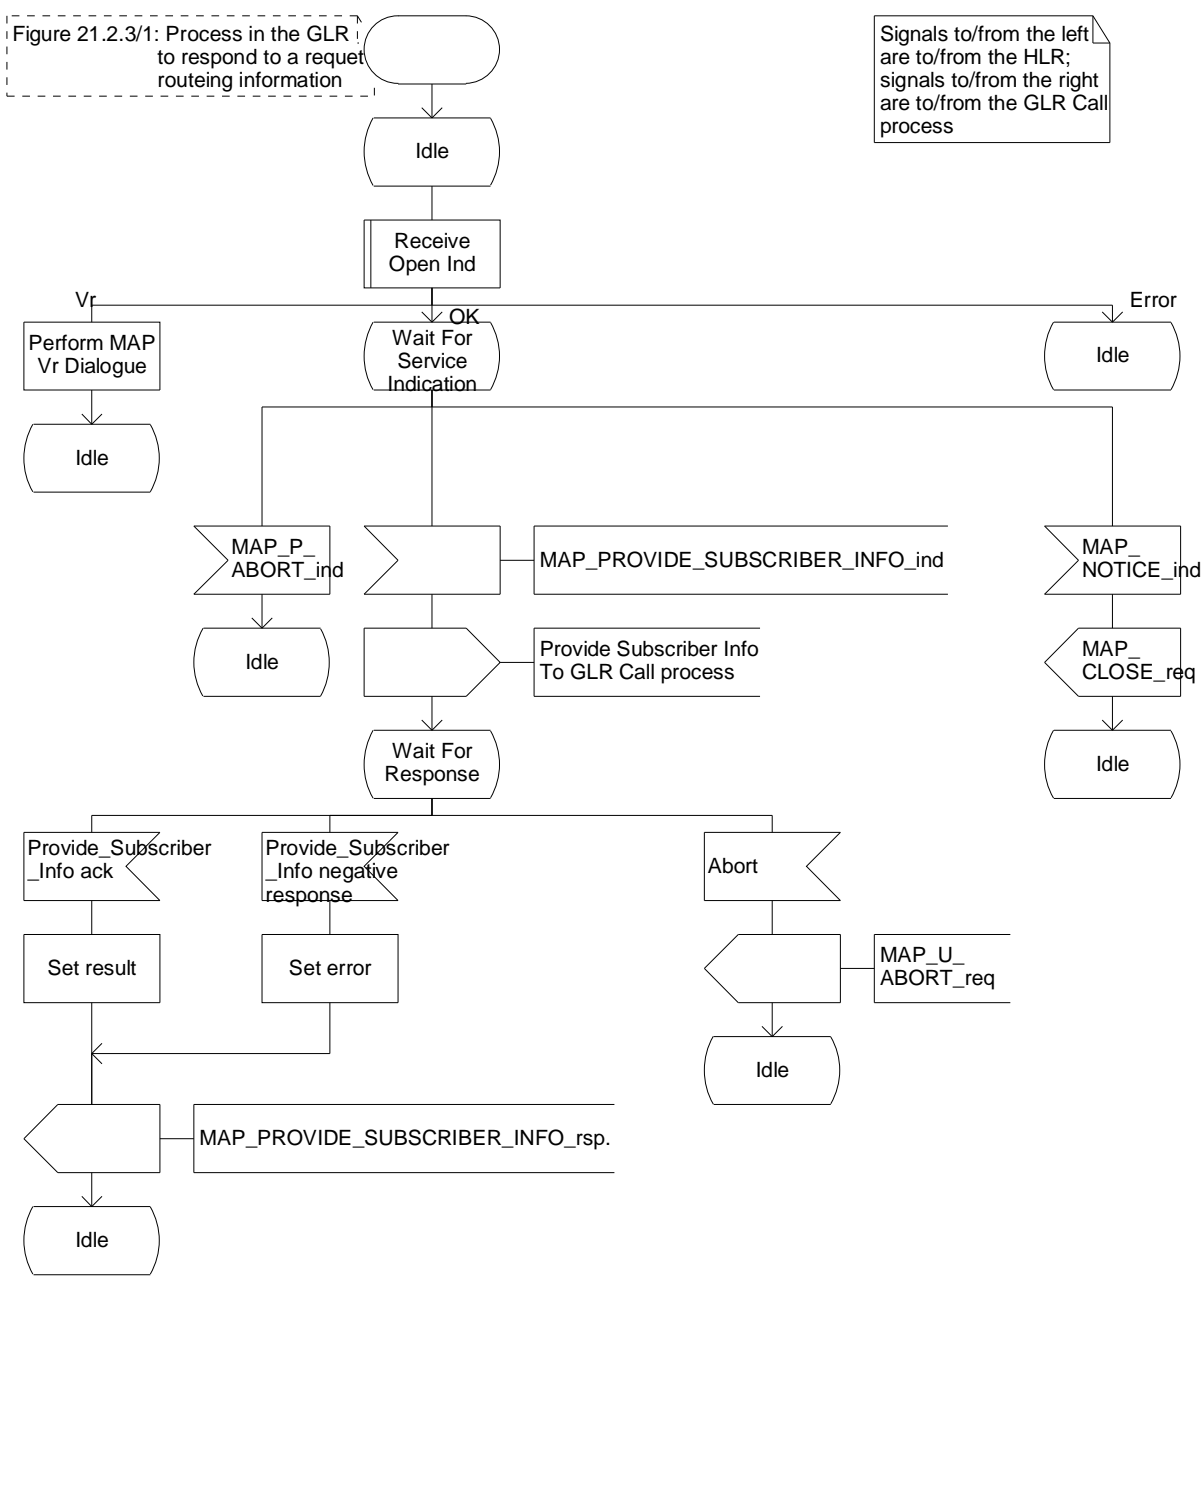 Figure 21.2.3/1: Process in the GLR
to respond to a requet
routeing information
Signals to/from the left
are to/from the HLR;
signals to/from the right
are to/from the GLR Call
process
Idle
Receive
Open Ind
Vr
OK
Error
Perform MAP
Vr Dialogue
Wait For
Service
Indication
Idle
Idle
MAP_P_
ABORT_ind
MAP_PROVIDE_SUBSCRIBER_INFO_ind
MAP_
NOTICE_ind
Idle
Provide Subscriber Info
To GLR Call process
MAP_
CLOSE_req
Wait For
Response
Idle
Provide_Subscriber
_Info ack
Provide_Subscriber
_Info negative
response
Abort
Set result
Set error
MAP_U_
ABORT_req
Idle
MAP_PROVIDE_SUBSCRIBER_INFO_rsp.
Idle